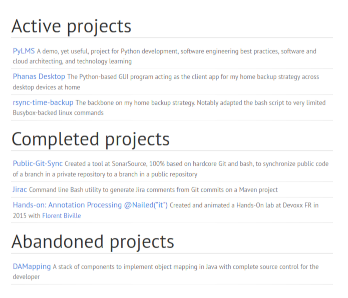 Active projects
PyLMS A demo, yet useful, project for Python development, software engineering best practices, software and
cloud architecture, and technology learning
Phanas Desktop The Python-based GUI program acting as the client app for my home backup strategy across
desktop devices at home
rsync-time-backup The backbone on my home backup strategy. Notably adapted the bash script to very limited
Busybox-backed linux commands
Completed projects
Public-Git-Sync Created a tool at SonarSource, 100% based on hardcore Git and bash, to synchronize public code
of a branch in a private repository to a branch in a public repository
Jirac Command line Bash utility to generate Jira comments from Git commits on a Maven project
Hands-on: Annotation Processing @Nailed("it") Created and animated a Hands-On lab at Devoxx FR in
2015 with Florent Biville
Abandoned projects
DAMapping A stack of components to implement object mapping in Java with complete source control for the
developer